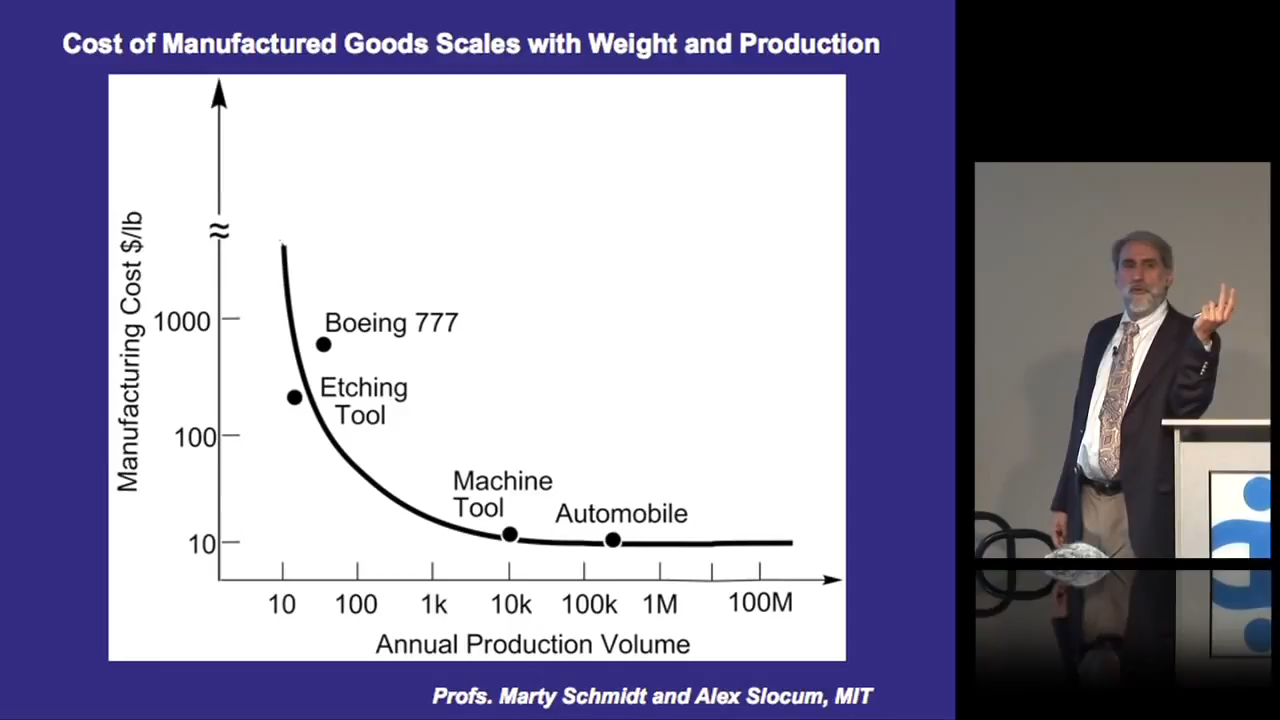 Cost of Manufactured Goods Scales with Weight and Production
Manufacturing Cost $/lb
≈
1000
100
10
Boeing 777
Etching
Tool
Machine
Tool
Automobile
10 100 1k 10k 100k 1M 100M
Annual Production Volume
Profs. Marty Schmidt and Alex Slocum, MIT